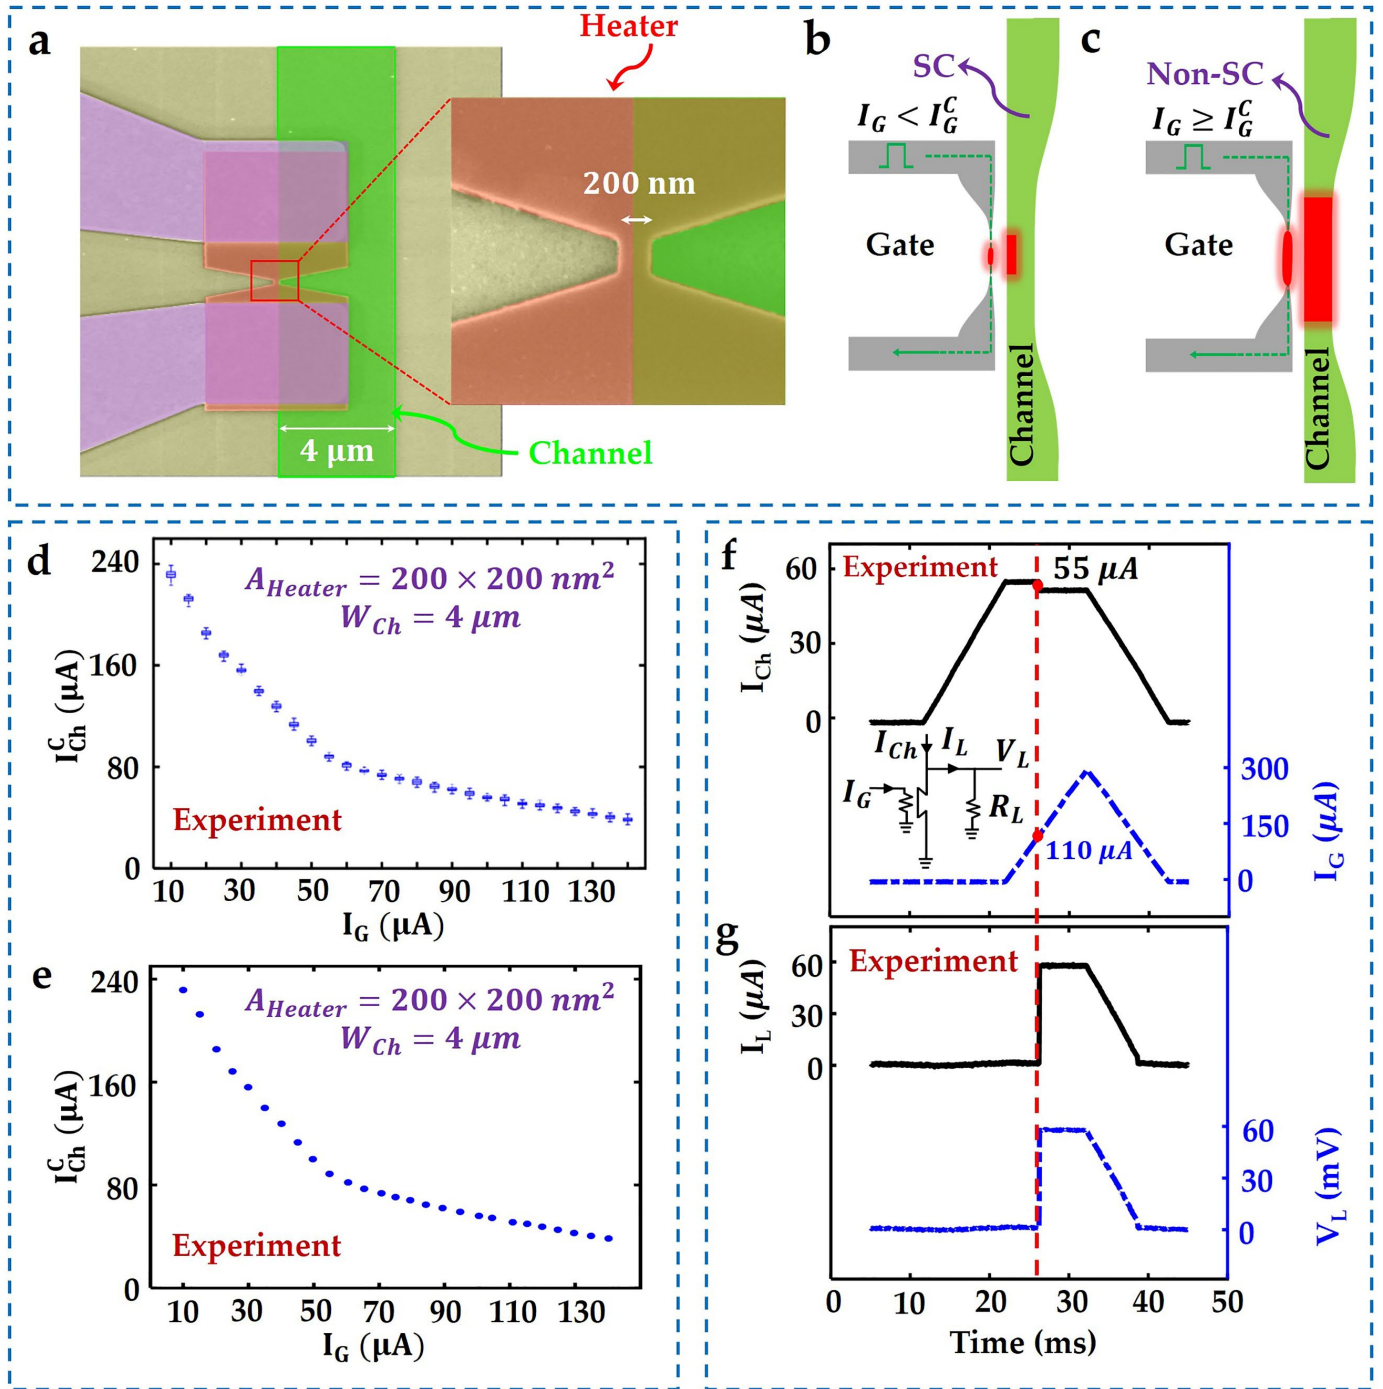 a
Heater
200 nm
4 μm
Channel
b
SC
I_G < I_G^C
Gate
Channel
c
Non-SC
I_G ≥ I_G^C
Gate
Channel
d
A_Heater = 200 × 200 nm²
W_Ch = 4 μm
Experiment
I_Ch^C (μA)
240
160
80
0
10 30 50 70 90 110 130
I_G (μA)
e
A_Heater = 200 × 200 nm²
W_Ch = 4 μm
Experiment
I_Ch^C (μA)
240
160
80
0
10 30 50 70 90 110 130
I_G (μA)
f
Experiment
55 μA
I_Ch (μA)
60
30
0
I_Ch I_L V_L
I_G R_L
110 μA
300
150
0
I_G (μA)
g
Experiment
I_L (μA)
60
30
0
60
30
0
V_L (mV)
0 10 20 30 40 50
Time (ms)